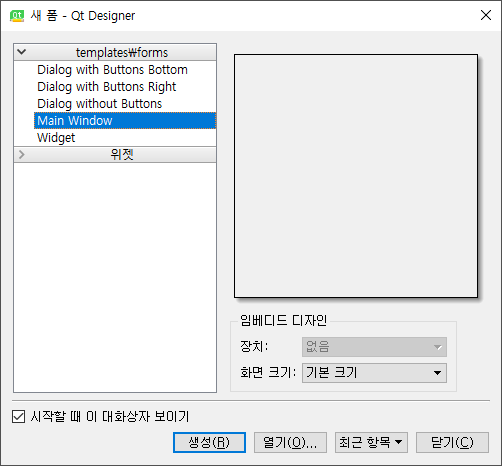 새 폼 - Qt Designer
templates₩forms
Dialog with Buttons Bottom
Dialog with Buttons Right
Dialog without Buttons
Main Window
Widget
위젯
임베디드 디자인
장치: 없음
화면 크기: 기본 크기
시작할 때 이 대화상자 보이기
생성(R) 열기(O)... 최근 항목 닫기(C)